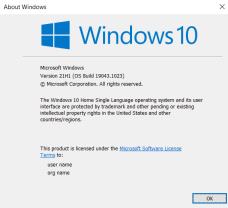 About Windows
Windows 10
Microsoft Windows
Version 21H1 (OS Build 19043.1023)
© Microsoft Corporation. All rights reserved.
The Windows 10 Home Single Language operating system and its user
interface are protected by trademark and other pending or existing
intellectual property rights in the United States and other
countries/regions.
This product is licensed under the Microsoft Software License
Terms to:
user name
org name
OK